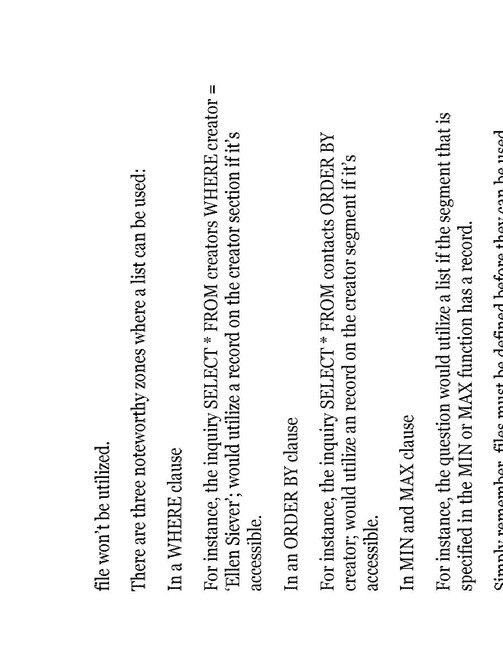 file won't be utilized.
There are three noteworthy zones where a list can be used:
In a WHERE clause
For instance, the inquiry SELECT * FROM creators WHERE creator =
'Ellen Siever'; would utilize a record on the creator section if it's
accessible.
In an ORDER BY clause
For instance, the inquiry SELECT * FROM contacts ORDER BY
creator; would utilize an record on the creator segment if it's
accessible.
In MIN and MAX clause
For instance, the question would utilize a list if the segment that is
specified in the MIN or MAX function has a record.
Simply remember, files must be defined before they can be used